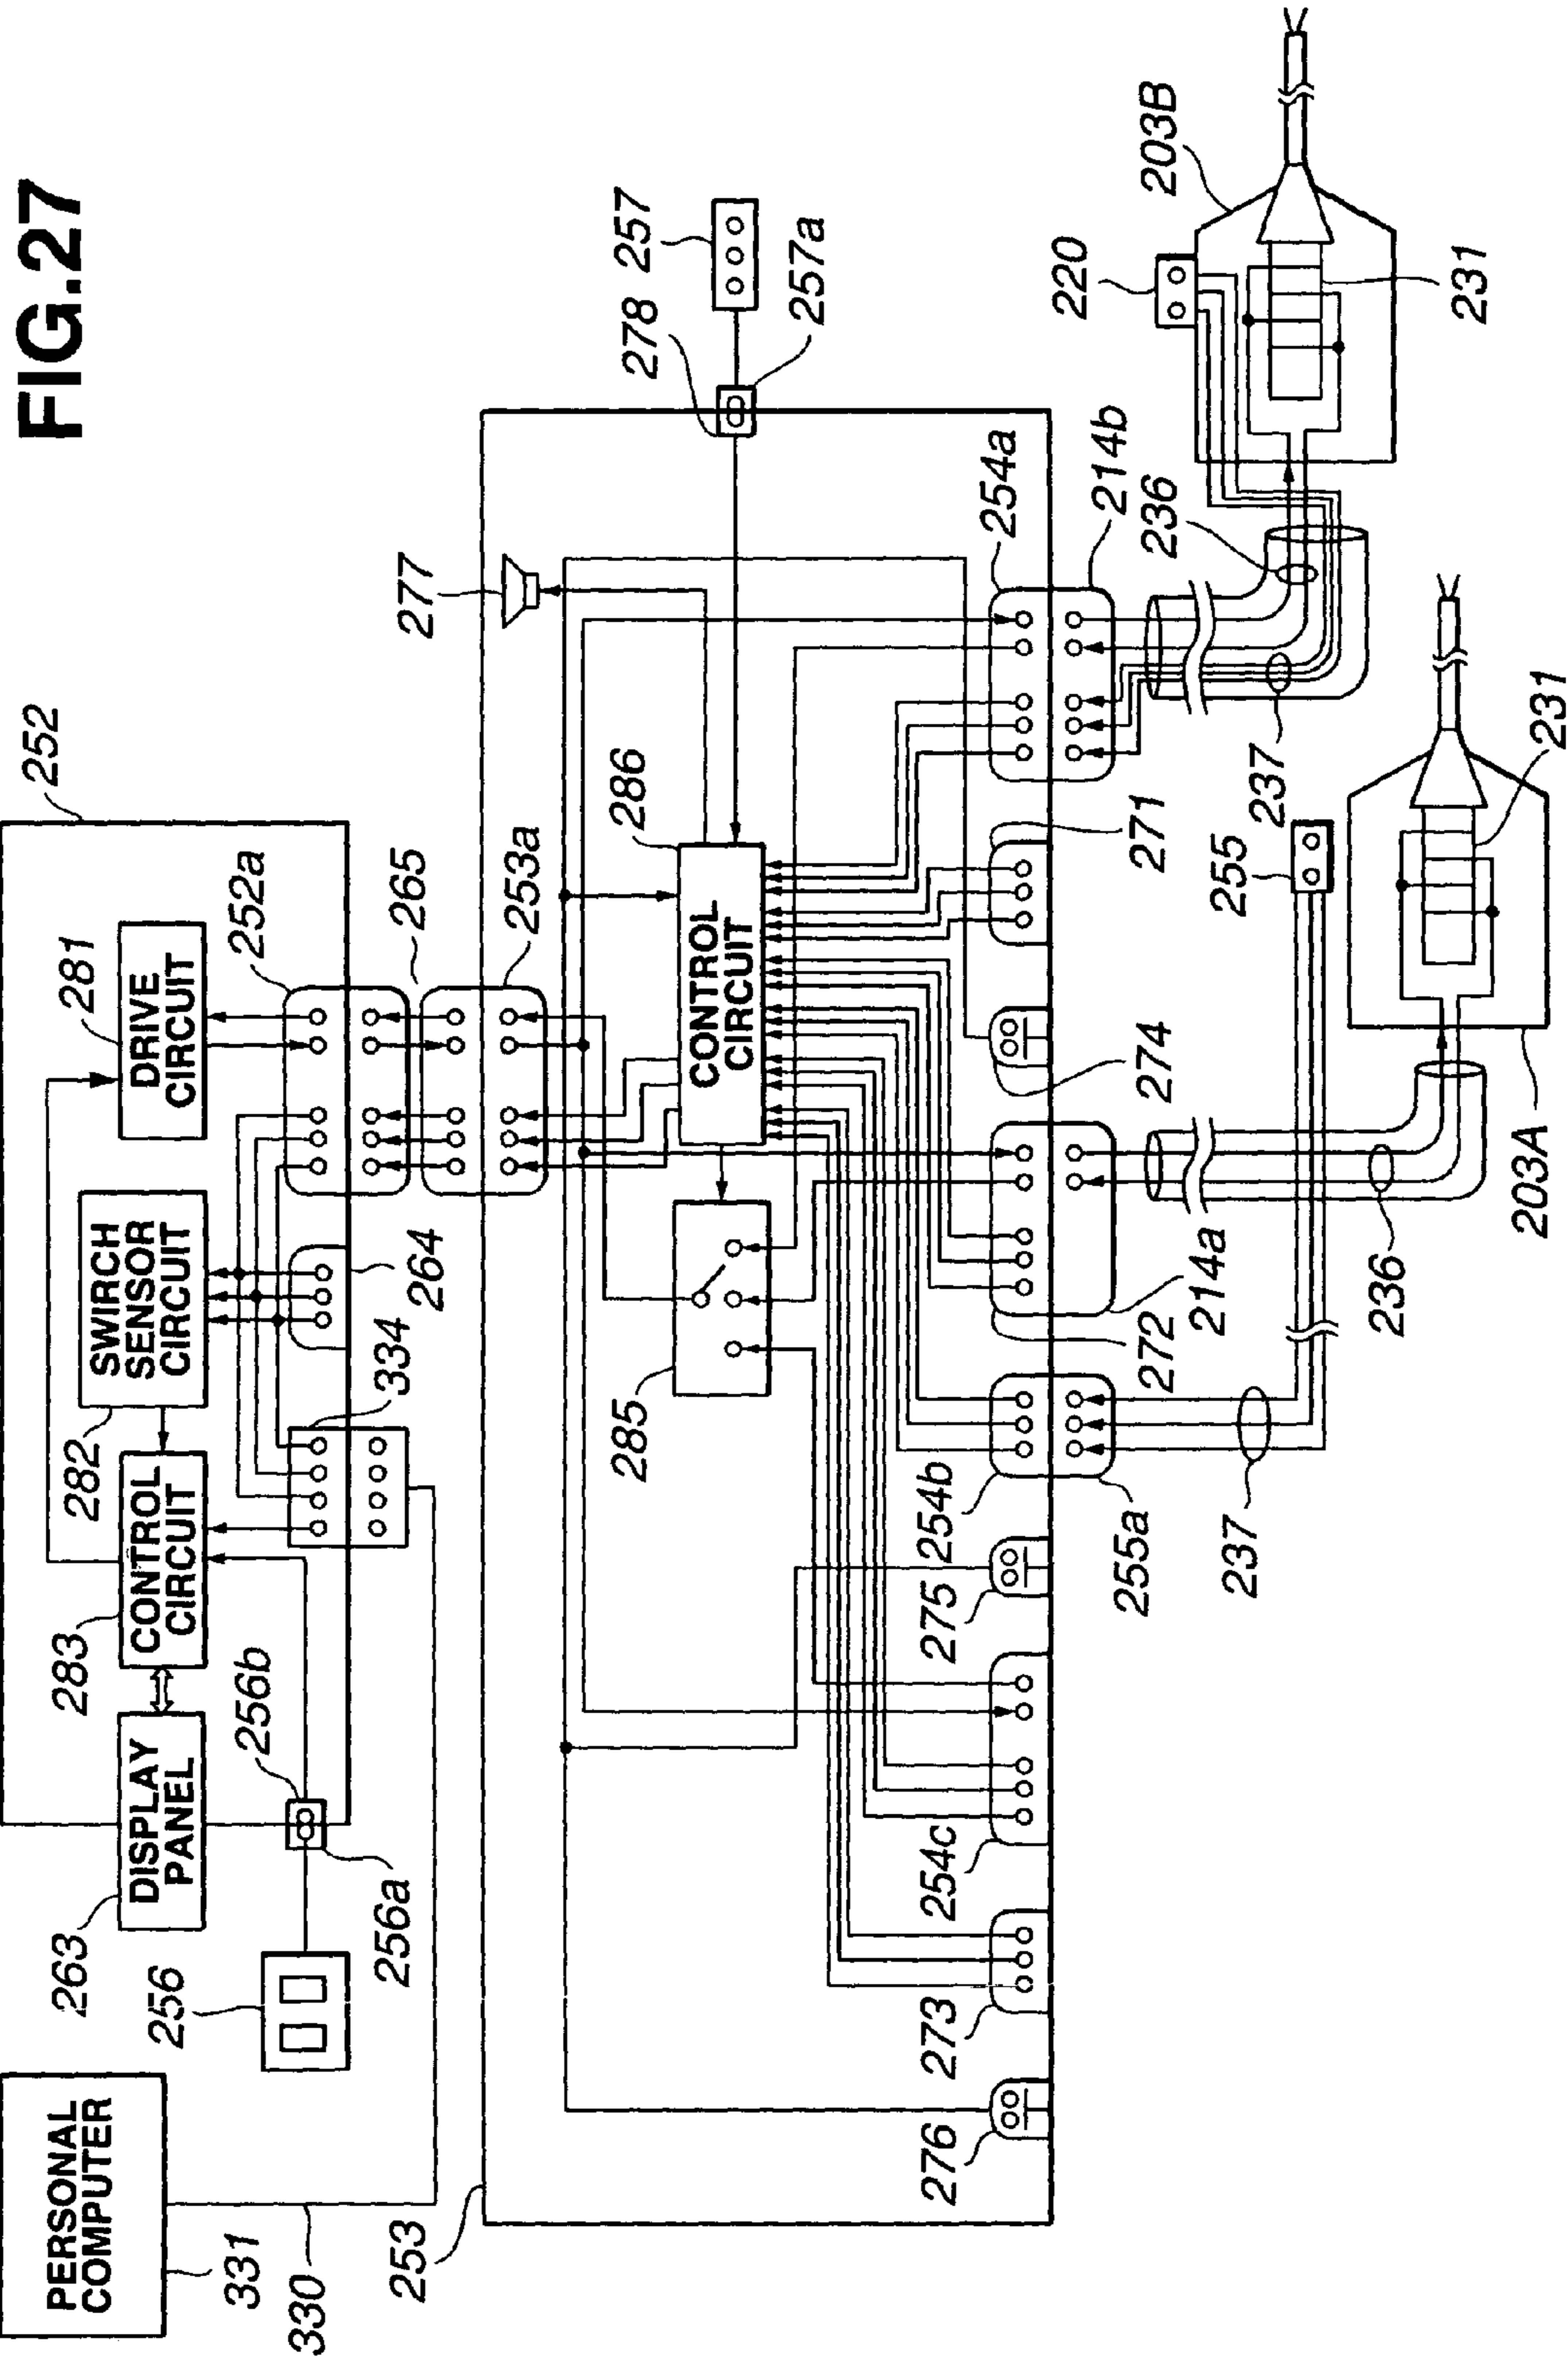 FIG.27
PERSONAL
COMPUTER
331
330
263
DISPLAY
PANEL
256
256a
256b
283
CONTROL
CIRCUIT
282
SWIRCH
SENSOR
CIRCUIT
281
DRIVE
CIRCUIT
252
252a
334
264
265
253a
253
277
278
257
257a
286
CONTROL
CIRCUIT
285
276
273
254c
275
254b
272
274
271
254a
255a
214a
214b
237
236
255
237
236
220
203B
231
203A
231